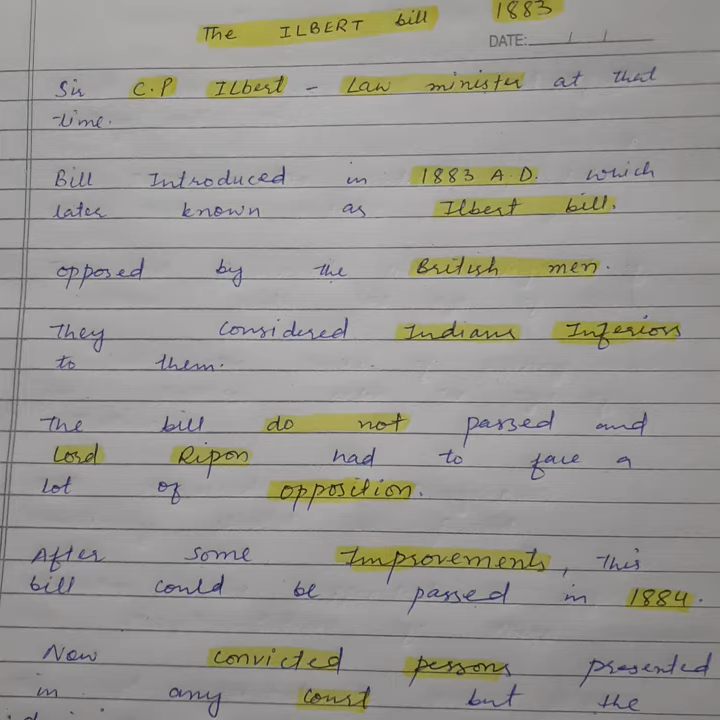 The ILBERT bill 1883
DATE: / /
Sir C.P Ilbert - Law minister at that
time.
Bill Introduced in 1883 A.D. which
later known as Ilbert bill.
opposed by the British men.
They considered Indians Inferiors
to them.
The bill do not passed and
Lord Ripon had to face a
lot of opposition.
After some Improvements, This
bill could be passed in 1884.
Now convicted persons presented
in any court but the